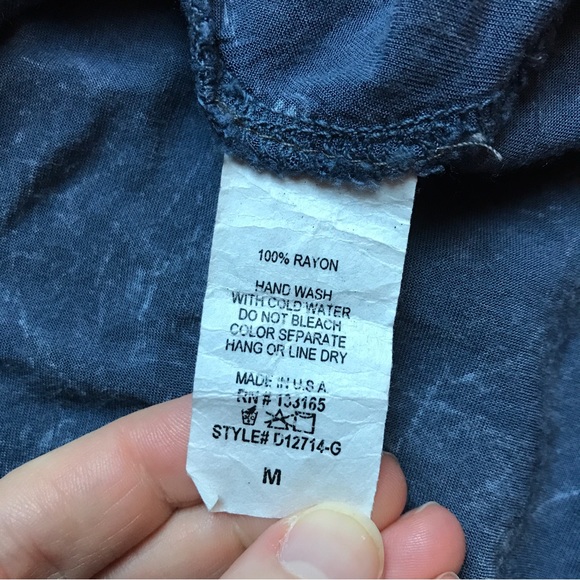 100% RAYON
HAND WASH
WITH COLD WATER
DO NOT BLEACH
COLOR SEPARATE
HANG OR LINE DRY
MADE IN U.S.A
RN # 133165
STYLE# D12714-G
M